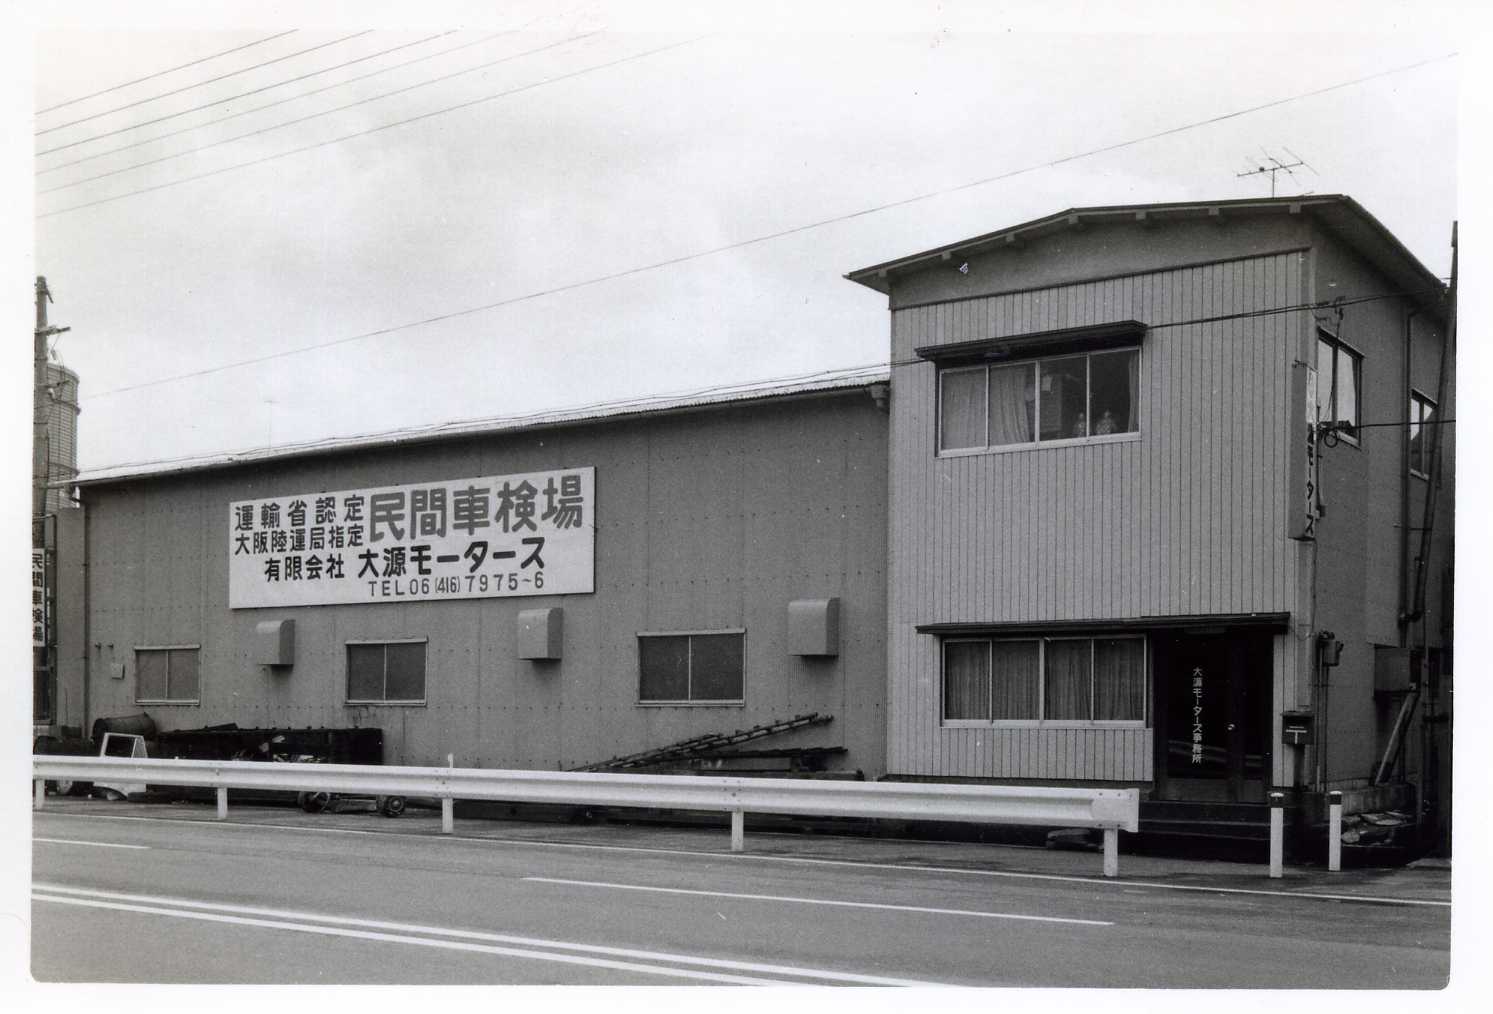 運輸省認定
大阪陸運局指定
民間車検場
有限会社 大源モータース
TEL06(416)7975~6
民間車検場
モータース
大源モータース事務所
〒